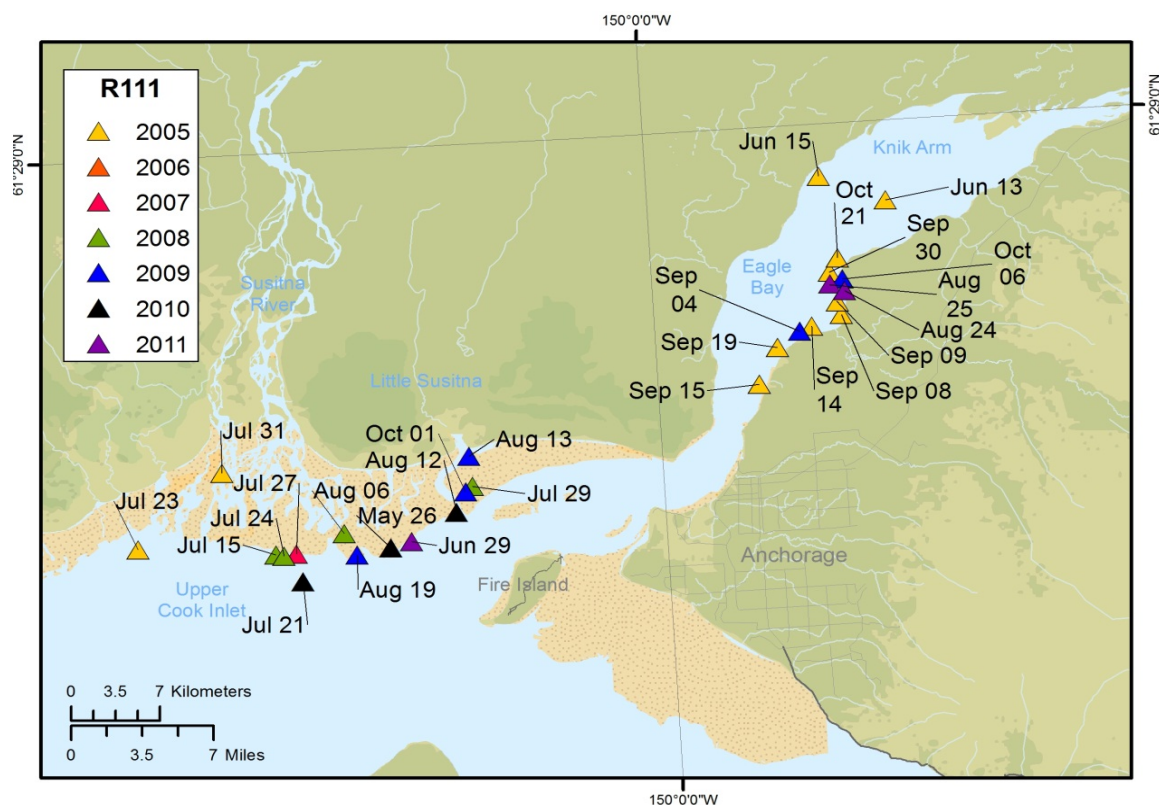 150°0'0"W
61°29'0"N
61°29'0"N
R111
2005
2006
2007
2008
2009
2010
2011
Knik Arm
Jun 15
Oct
21
Jun 13
Sep
30
Oct
06
Eagle
Bay
Sep
04
Aug
25
Aug 24
Sep 19
Sep 09
Sep 15
Sep
14
Sep 08
Susitna
River
Little Susitna
Jul 31
Oct 01
Aug 13
Aug 12
Jul 27
Aug 06
Jul 29
Jul 23
Jul 24
May 26
Jul 15
Jun 29
Aug 19
Fire Island
Anchorage
Upper
Cook Inlet
Jul 21
0 3.5 7 Kilometers
0 3.5 7 Miles
150°0'0"W